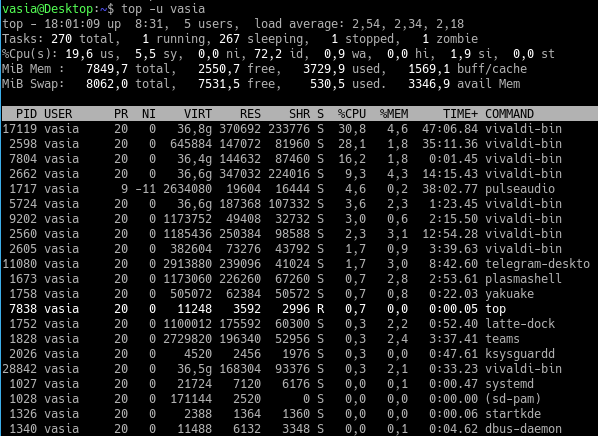 vasia@Desktop:~$ top -u vasia
top - 18:01:09 up  8:31,  5 users,  load average: 2,54, 2,34, 2,18
Tasks: 270 total,   1 running, 267 sleeping,   1 stopped,   1 zombie
%Cpu(s): 19,6 us,  5,5 sy,  0,0 ni, 72,2 id,  0,9 wa,  0,0 hi,  1,9 si,  0,0 st
MiB Mem :   7849,7 total,   2550,7 free,   3729,9 used,   1569,1 buff/cache
MiB Swap:   8062,0 total,   7531,5 free,    530,5 used.   3346,9 avail Mem
PID USER      PR  NI    VIRT    RES    SHR S  %CPU  %MEM     TIME+ COMMAND
17119 vasia     20   0   36,8g 370692 233776 S  30,8   4,6  47:06.84 vivaldi-bin
2598 vasia     20   0  645884 147072  81960 S  28,1   1,8  35:11.36 vivaldi-bin
7804 vasia     20   0   36,4g 144632  87460 S  16,2   1,8   0:01.45 vivaldi-bin
2662 vasia     20   0   36,6g 347032 224016 S   9,3   4,3  14:15.43 vivaldi-bin
1717 vasia      9 -11 2634080  19604  16444 S   4,6   0,2  38:02.77 pulseaudio
5724 vasia     20   0   36,6g 187368 107332 S   3,6   2,3   1:23.45 vivaldi-bin
9202 vasia     20   0 1173752  49408  32732 S   3,0   0,6   2:15.50 vivaldi-bin
2560 vasia     20   0 1185436 250384  98588 S   2,3   3,1  12:54.28 vivaldi-bin
2605 vasia     20   0  382604  73276  43792 S   1,7   0,9   3:39.63 vivaldi-bin
11080 vasia     20   0 2913880 239096  41024 S   1,7   3,0   8:42.60 telegram-deskto
1673 vasia     20   0 1173060 226260  67260 S   0,7   2,8   2:53.61 plasmashell
1758 vasia     20   0  505072  62384  50572 S   0,7   0,8   0:22.03 yakuake
7838 vasia     20   0   11248   3592   2996 R   0,7   0,0   0:00.05 top
1752 vasia     20   0 1100012 175592  60300 S   0,3   2,2   0:52.40 latte-dock
1828 vasia     20   0 2729820 196340  52956 S   0,3   2,4   3:37.41 teams
2026 vasia     20   0    4520   2456   1976 S   0,3   0,0   0:47.61 ksysguardd
28842 vasia     20   0   36,5g 168304  93376 S   0,3   2,1   0:33.23 vivaldi-bin
1027 vasia     20   0   21724   7120   6176 S   0,0   0,1   0:00.47 systemd
1028 vasia     20   0  171144   2520      0 S   0,0   0,0   0:00.00 (sd-pam)
1326 vasia     20   0    2388   1364   1360 S   0,0   0,0   0:00.06 startkde
1340 vasia     20   0   11488   6132   3348 S   0,0   0,1   0:04.62 dbus-daemon